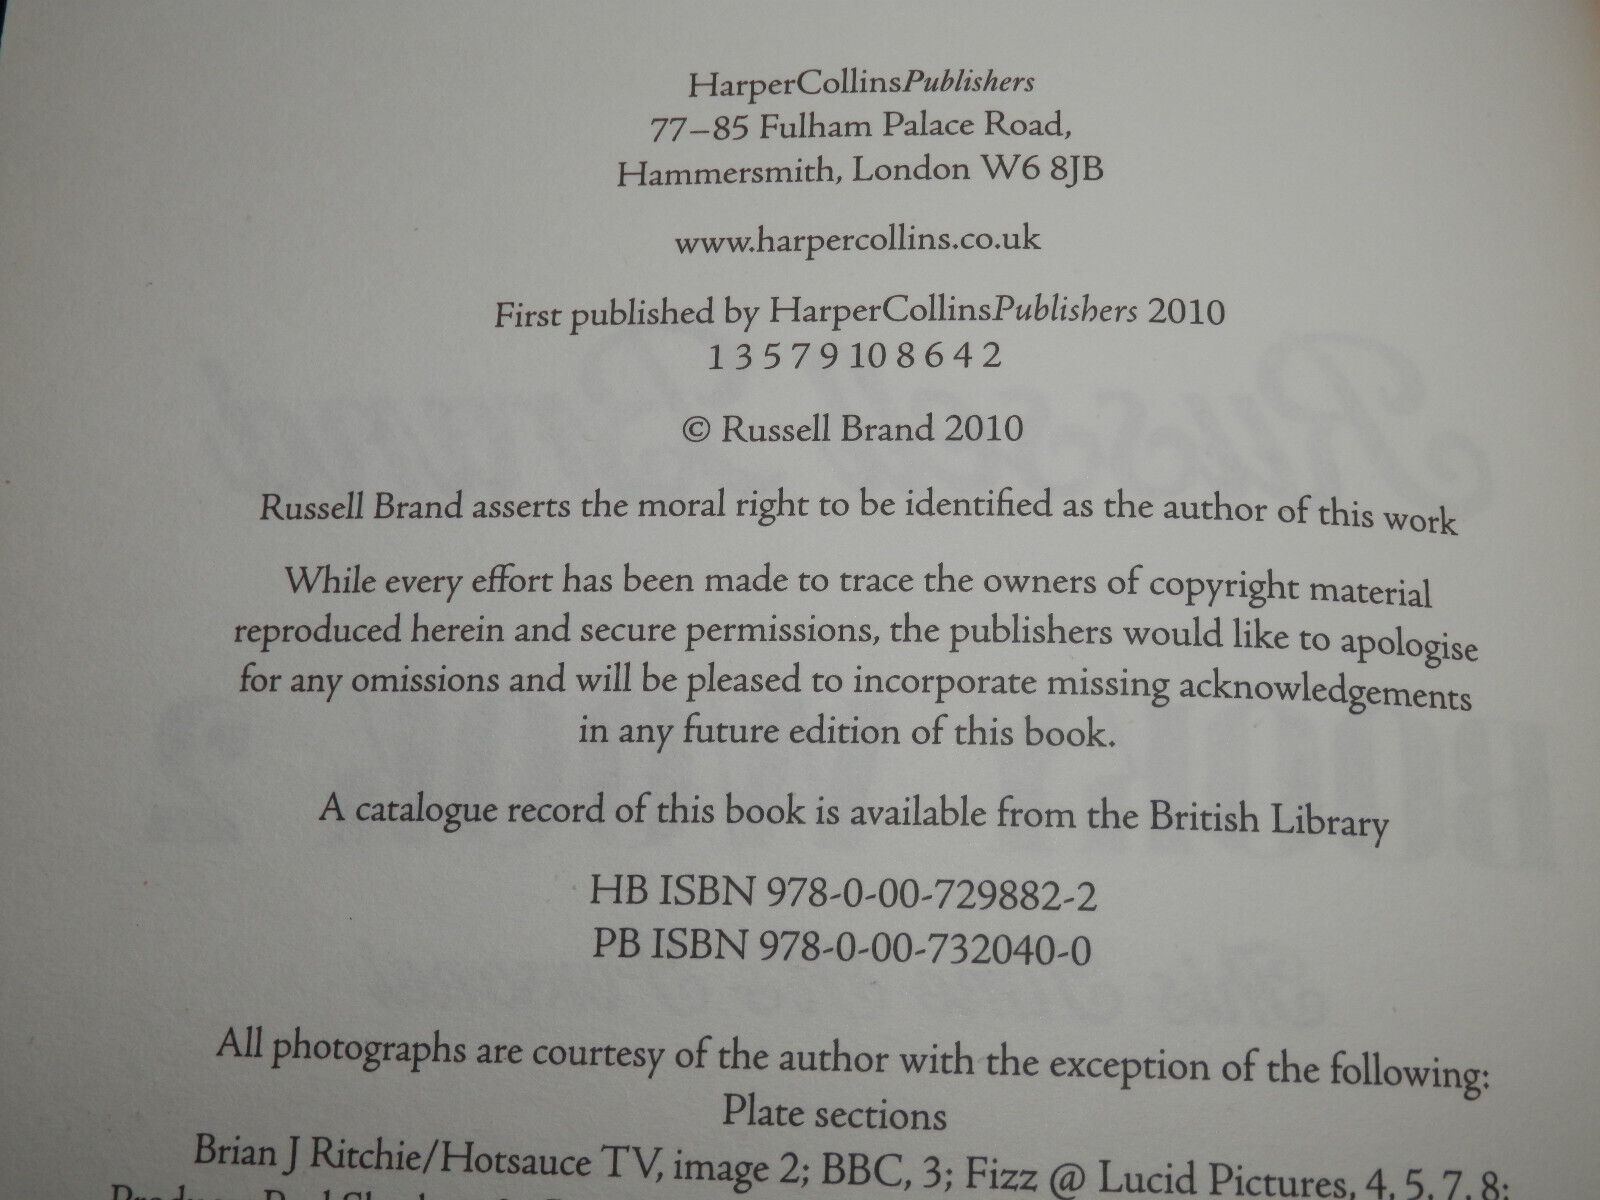 HarperCollinsPublishers
77–85 Fulham Palace Road,
Hammersmith, London W6 8JB
www.harpercollins.co.uk
First published by HarperCollinsPublishers 2010
1 3 5 7 9 10 8 6 4 2
© Russell Brand 2010
Russell Brand asserts the moral right to be identified as the author of this work
While every effort has been made to trace the owners of copyright material
reproduced herein and secure permissions, the publishers would like to apologise
for any omissions and will be pleased to incorporate missing acknowledgements
in any future edition of this book.
A catalogue record of this book is available from the British Library
HB ISBN 978-0-00-729882-2
PB ISBN 978-0-00-732040-0
All photographs are courtesy of the author with the exception of the following:
Plate sections
Brian J Ritchie/Hotsauce TV, image 2; BBC, 3; Fizz @ Lucid Pictures, 4, 5, 7, 8;